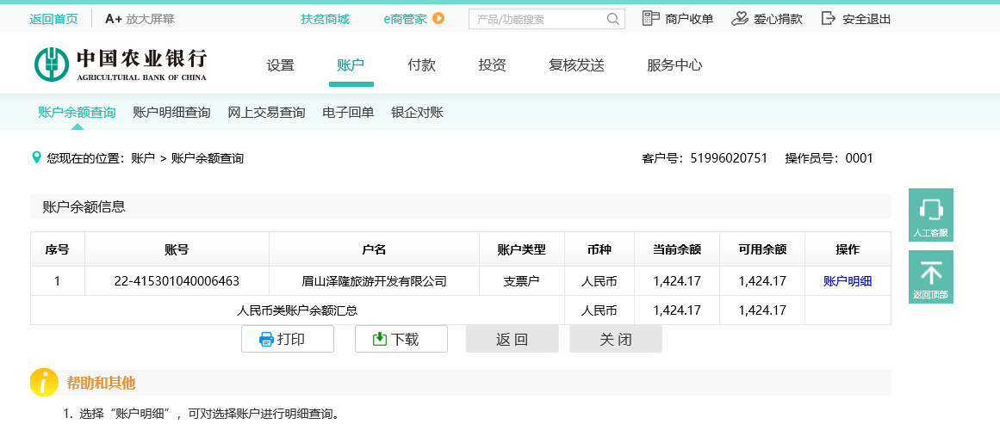 返回首页 A+ 放大屏幕 扶贫商城 e商管家 产品/功能搜索 商户收单 爱心捐款 安全退出
中国农业银行
AGRICULTURAL BANK OF CHINA
设置 账户 付款 投资 复核发送 服务中心
账户余额查询 账户明细查询 网上交易查询 电子回单 银企对账
您现在的位置：账户 > 账户余额查询 客户号：51996020751 操作员号：0001
账户余额信息
人工客服
序号 账号 户名 账户类型 币种 当前余额 可用余额 操作
1 22-415301040006463 眉山泽隆旅游开发有限公司 支票户 人民币 1,424.17 1,424.17 账户明细
返回顶部
人民币类账户余额汇总 人民币 1,424.17 1,424.17
打印 下载 返 回 关 闭
帮助和其他
1. 选择“账户明细”，可对选择账户进行明细查询。